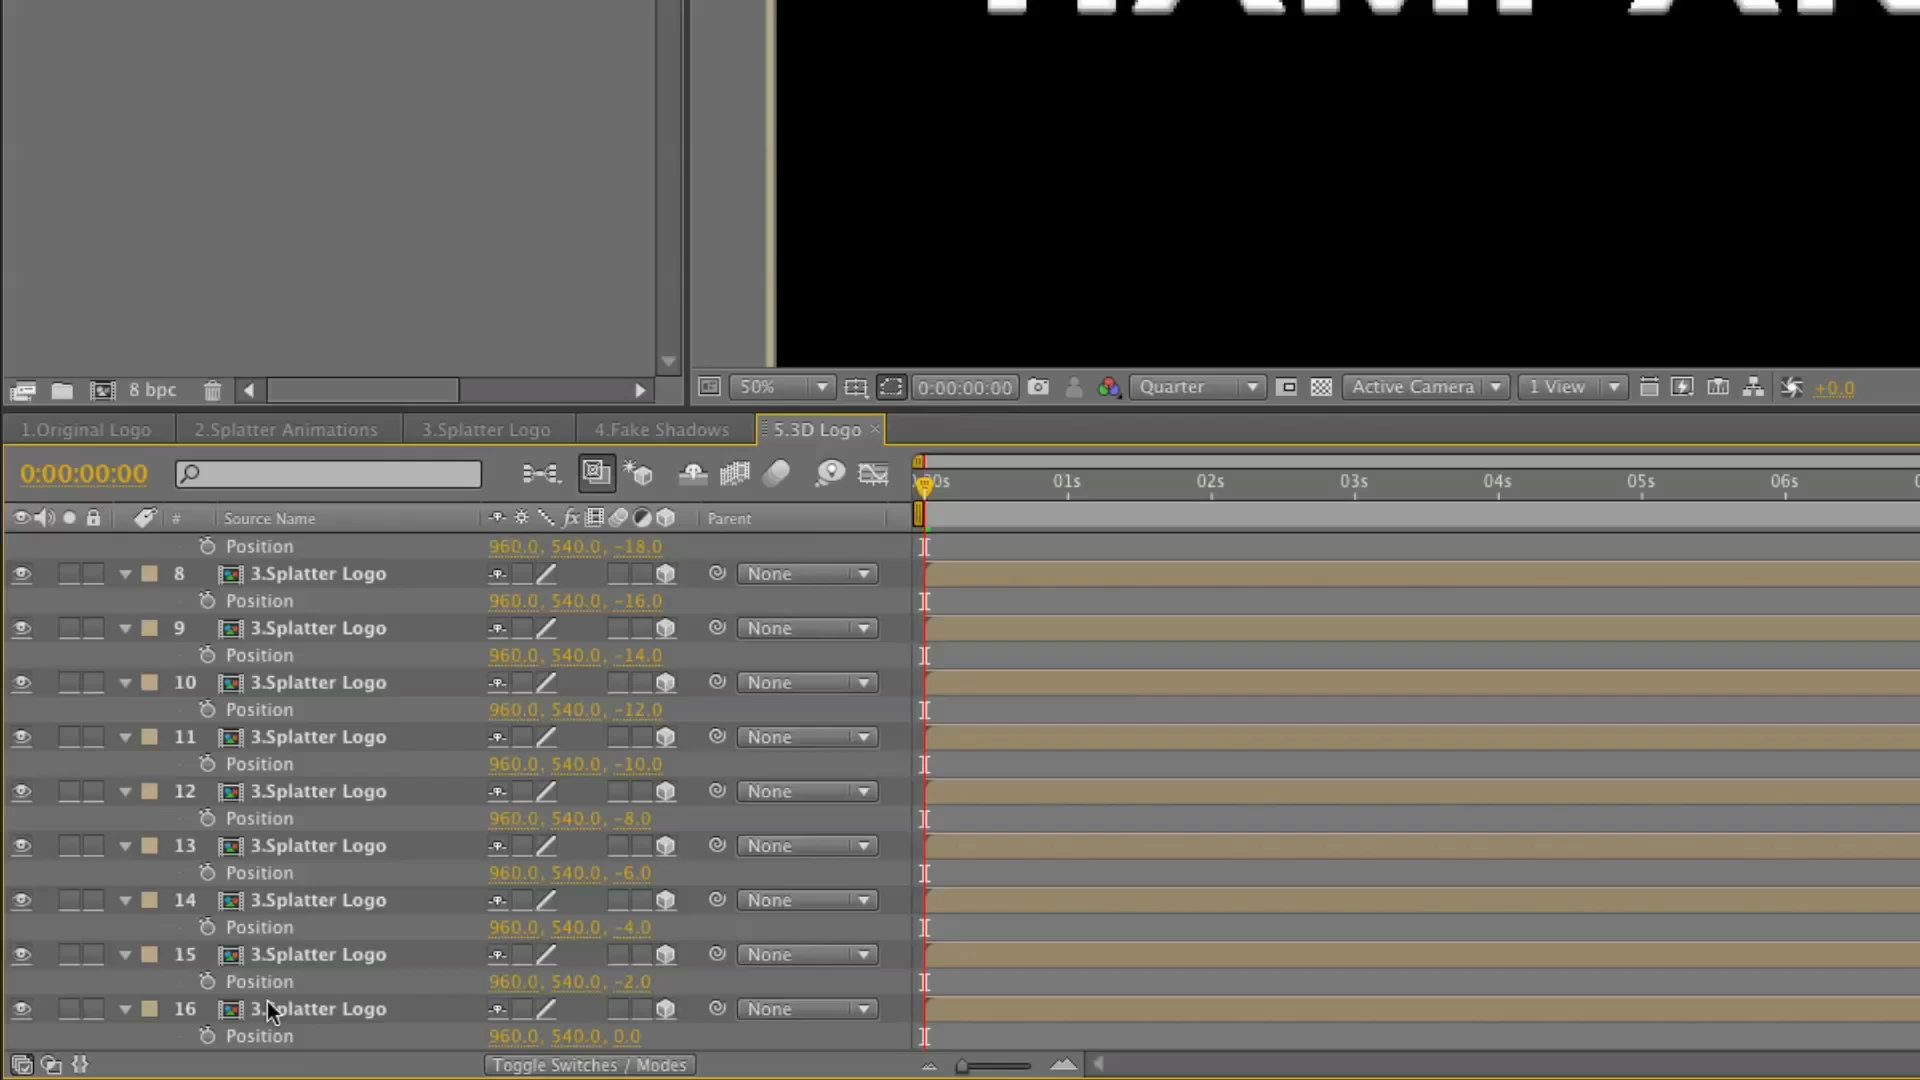 8 bpc
50%
0:00:00:00
Quarter
Active Camera
1 View
+0.0
1.Original Logo
2.Splatter Animations
3.Splatter Logo
4.Fake Shadows
5.3D Logo
0:00:00:00
0s
01s
02s
03s
04s
05s
06s
#
Source Name
fx
Parent
Position
960.0, 540.0, -18.0
8 3.Splatter Logo None
Position
960.0, 540.0, -16.0
9 3.Splatter Logo None
Position
960.0, 540.0, -14.0
10 3.Splatter Logo None
Position
960.0, 540.0, -12.0
11 3.Splatter Logo None
Position
960.0, 540.0, -10.0
12 3.Splatter Logo None
Position
960.0, 540.0, -8.0
13 3.Splatter Logo None
Position
960.0, 540.0, -6.0
14 3.Splatter Logo None
Position
960.0, 540.0, -4.0
15 3.Splatter Logo None
Position
960.0, 540.0, -2.0
16 3.Splatter Logo None
Position
960.0, 540.0, 0.0
Toggle Switches / Modes